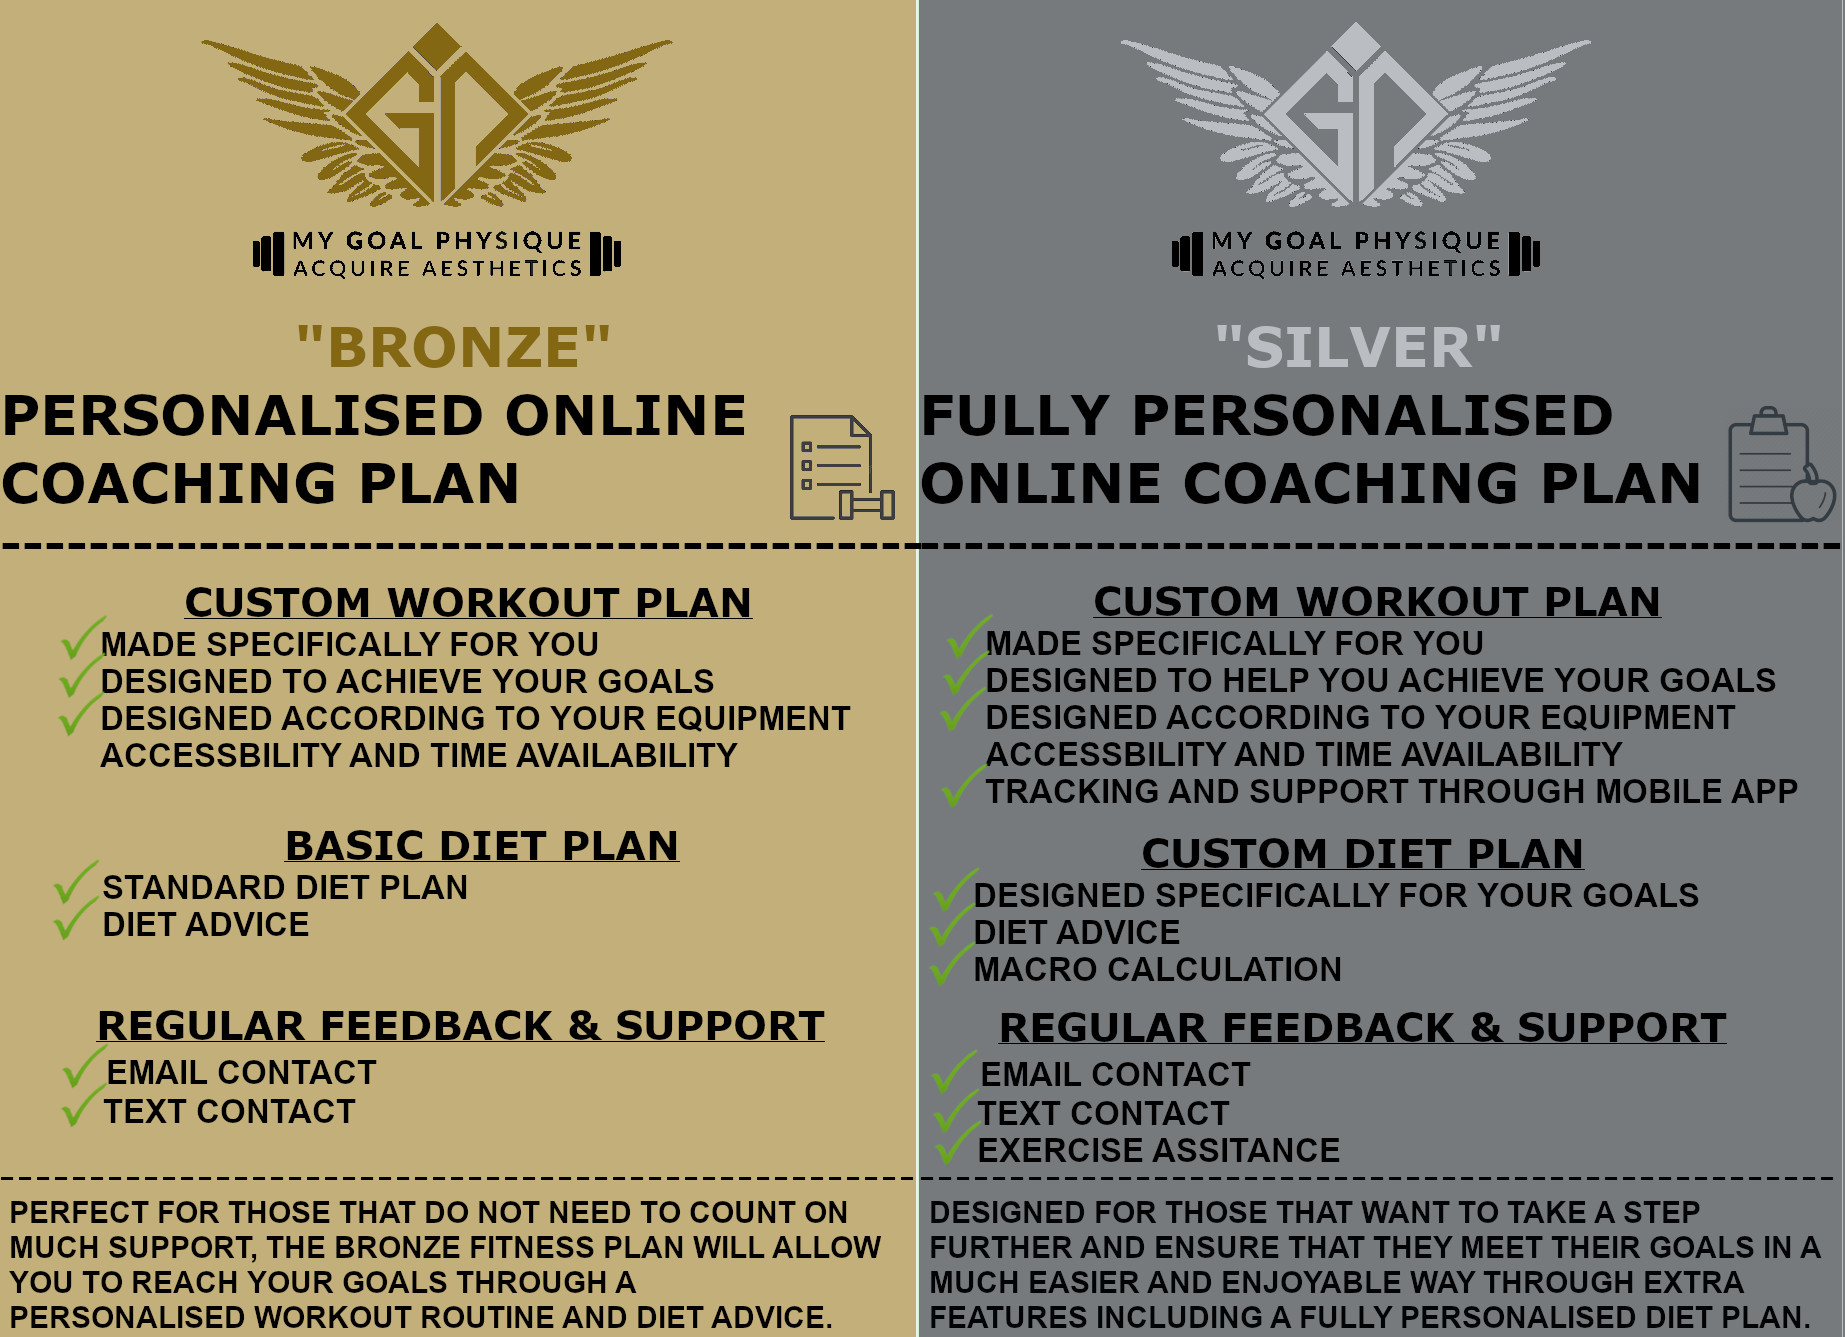 MY GOAL PHYSIQUE
ACQUIRE AESTHETICS
"BRONZE"
PERSONALISED ONLINE
COACHING PLAN
CUSTOM WORKOUT PLAN
MADE SPECIFICALLY FOR YOU
DESIGNED TO ACHIEVE YOUR GOALS
DESIGNED ACCORDING TO YOUR EQUIPMENT
ACCESSBILITY AND TIME AVAILABILITY
BASIC DIET PLAN
STANDARD DIET PLAN
DIET ADVICE
REGULAR FEEDBACK & SUPPORT
EMAIL CONTACT
TEXT CONTACT
PERFECT FOR THOSE THAT DO NOT NEED TO COUNT ON
MUCH SUPPORT, THE BRONZE FITNESS PLAN WILL ALLOW
YOU TO REACH YOUR GOALS THROUGH A
PERSONALISED WORKOUT ROUTINE AND DIET ADVICE.
MY GOAL PHYSIQUE
ACQUIRE AESTHETICS
"SILVER"
FULLY PERSONALISED
ONLINE COACHING PLAN
CUSTOM WORKOUT PLAN
MADE SPECIFICALLY FOR YOU
DESIGNED TO HELP YOU ACHIEVE YOUR GOALS
DESIGNED ACCORDING TO YOUR EQUIPMENT
ACCESSBILITY AND TIME AVAILABILITY
TRACKING AND SUPPORT THROUGH MOBILE APP
CUSTOM DIET PLAN
DESIGNED SPECIFICALLY FOR YOUR GOALS
DIET ADVICE
MACRO CALCULATION
REGULAR FEEDBACK & SUPPORT
EMAIL CONTACT
TEXT CONTACT
EXERCISE ASSITANCE
DESIGNED FOR THOSE THAT WANT TO TAKE A STEP
FURTHER AND ENSURE THAT THEY MEET THEIR GOALS IN A
MUCH EASIER AND ENJOYABLE WAY THROUGH EXTRA
FEATURES INCLUDING A FULLY PERSONALISED DIET PLAN.